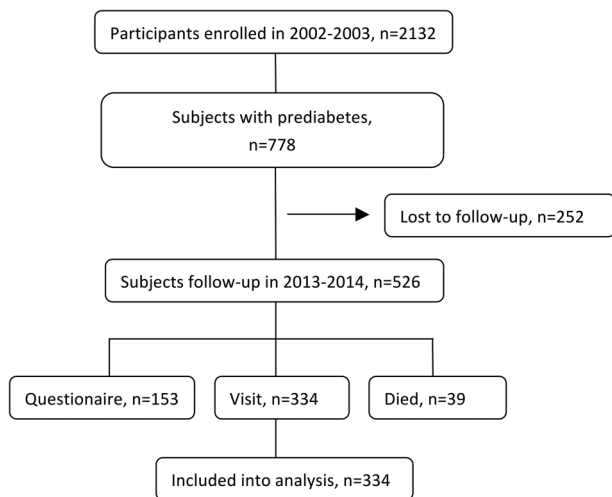 Participants enrolled in 2002-2003, n=2132
Subjects with prediabetes,
n=778
Lost to follow-up, n=252
Subjects follow-up in 2013-2014, n=526
Questionaire, n=153
Visit, n=334
Died, n=39
Included into analysis, n=334